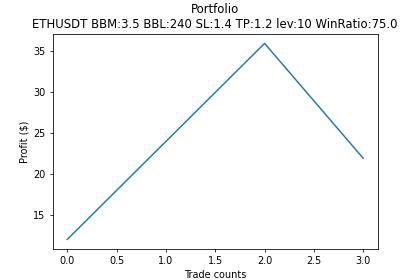 Portfolio
ETHUSDT BBM:3.5 BBL:240 SL:1.4 TP:1.2 lev:10 WinRatio:75.0
Profit ($)
35
30
25
20
15
0.0 0.5 1.0 1.5 2.0 2.5 3.0
Trade counts